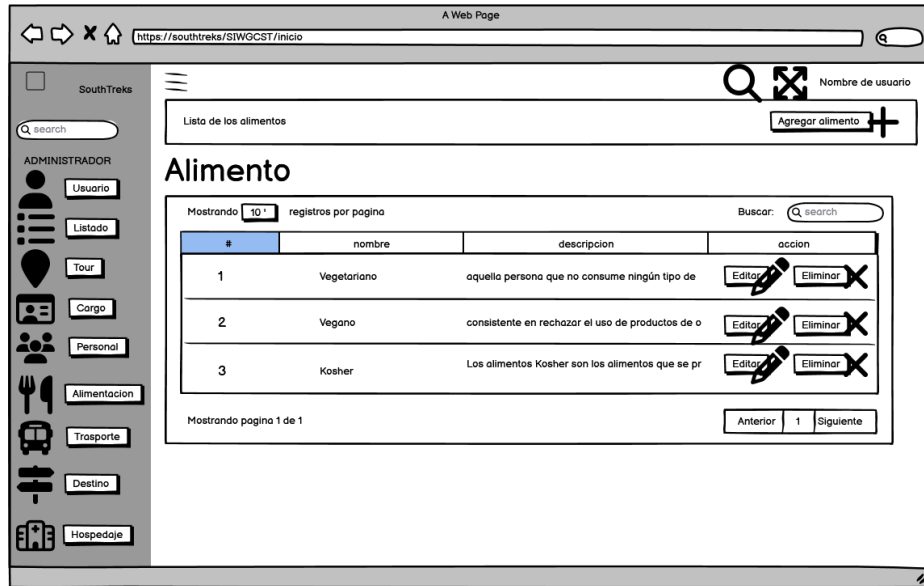 A Web Page
https://southtreks/SIWGCST/inicio
SouthTreks
search
ADMINISTRADOR
Usuario
Listado
Tour
Cargo
Personal
Alimentacion
Trasporte
Destino
Hospedaje
Nombre de usuario
Lista de los alimentos
Agregar alimento
Alimento
Mostrando 10 ' registros por pagina
Buscar: search
# nombre descripcion accion
1 Vegetariano aquella persona que no consume ningún tipo de Editar Eliminar
2 Vegano consistente en rechazar el uso de productos de o Editar Eliminar
3 Kosher Los alimentos Kosher son los alimentos que se pr Editar Eliminar
Mostrando pagina 1 de 1
Anterior 1 Siguiente